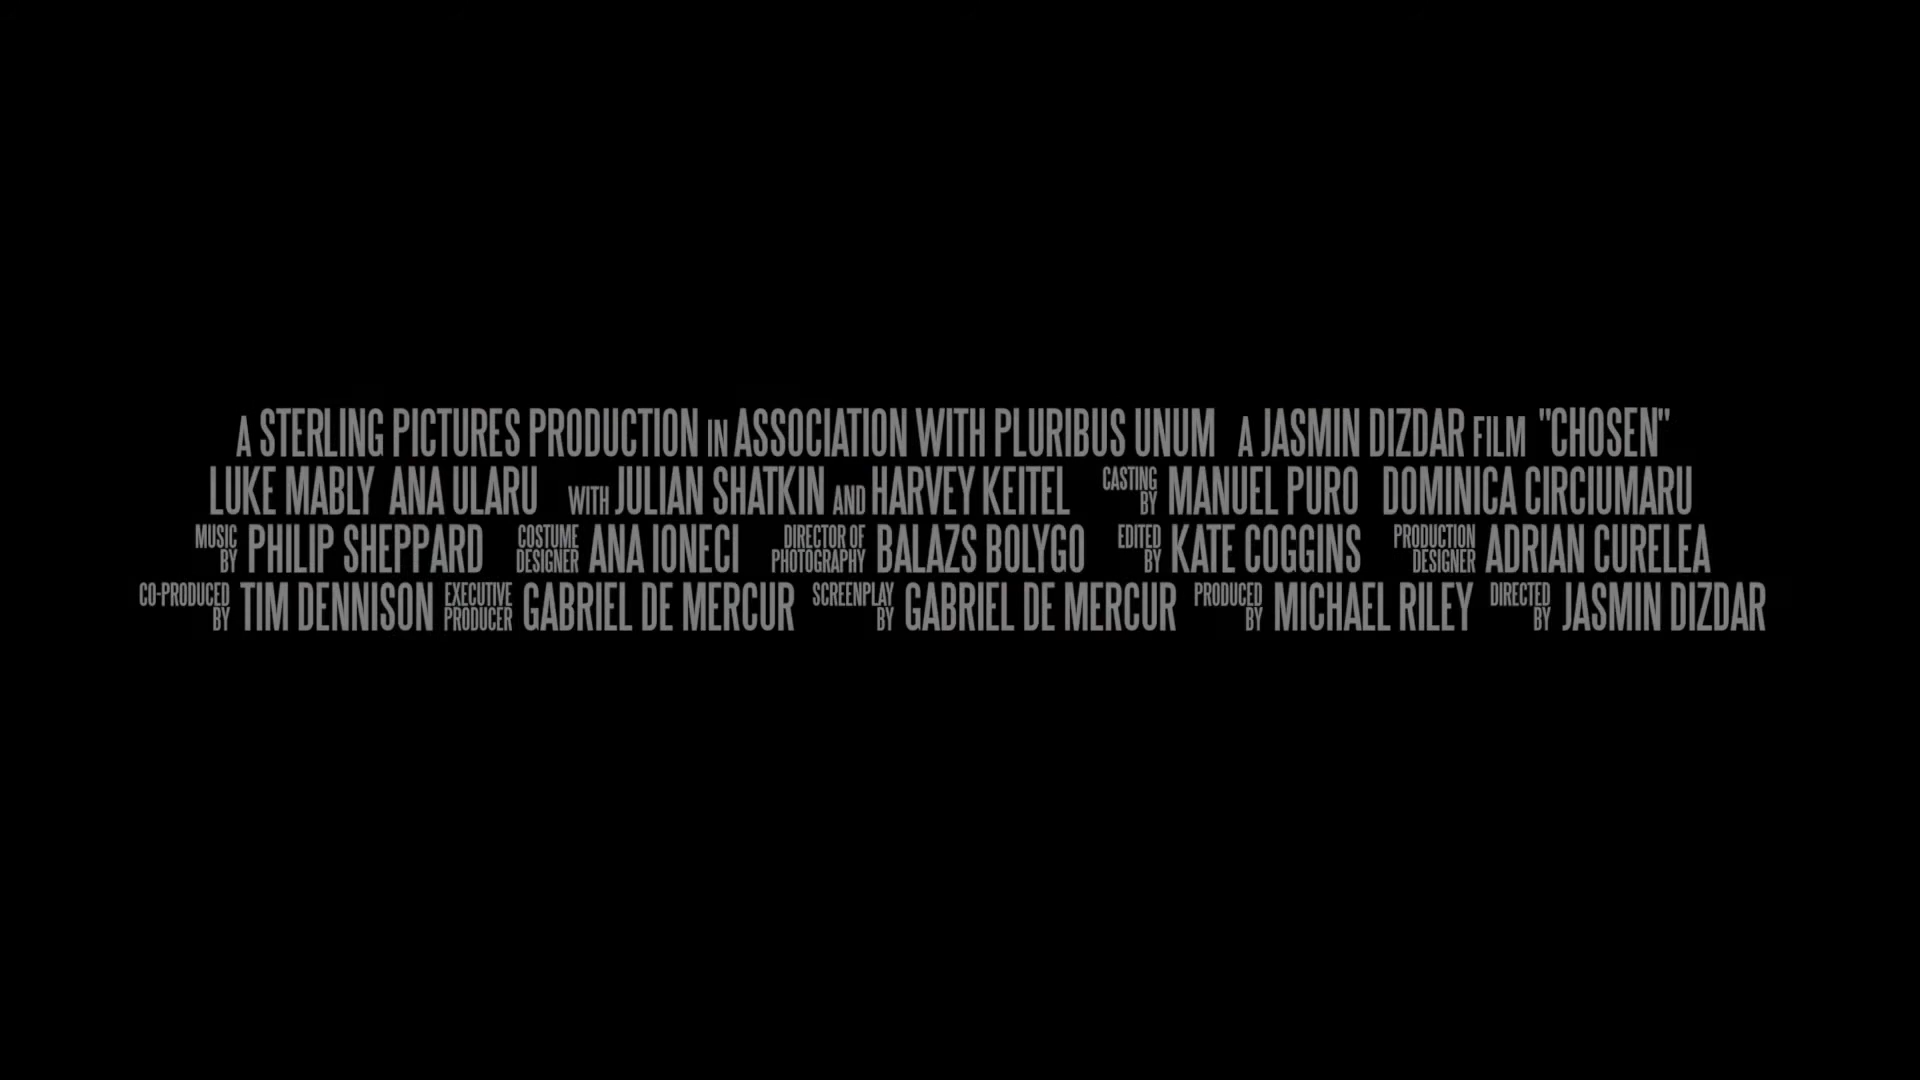 A STERLING PICTURES PRODUCTION IN ASSOCIATION WITH PLURIBUS UNUM A JASMIN DIZDAR FILM "CHOSEN"
LUKE MABLY ANA ULARU WITH JULIAN SHATKIN AND HARVEY KEITEL CASTING BY MANUEL PURO DOMINICA CIRCIUMARU
MUSIC BY PHILIP SHEPPARD COSTUME DESIGNER ANA IONECI DIRECTOR OF PHOTOGRAPHY BALAZS BOLYGO EDITED BY KATE COGGINS PRODUCTION DESIGNER ADRIAN CURELEA
CO-PRODUCED BY TIM DENNISON EXECUTIVE PRODUCER GABRIEL DE MERCUR SCREENPLAY BY GABRIEL DE MERCUR PRODUCED BY MICHAEL RILEY DIRECTED BY JASMIN DIZDAR